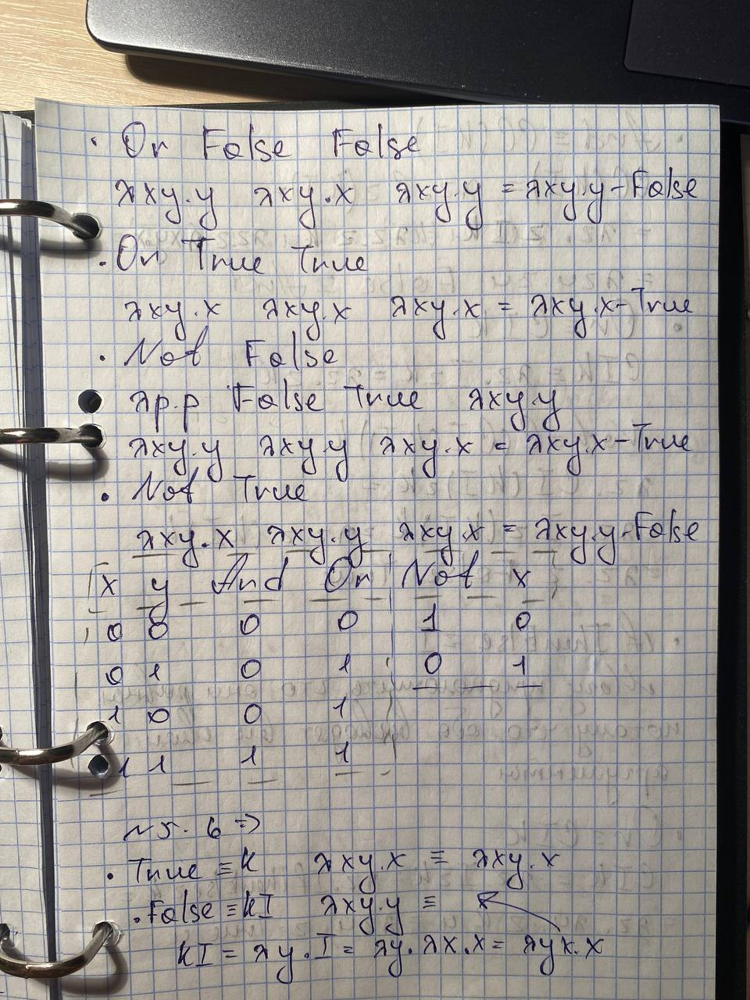 · Or False False
λxy.y λxy.x λxy.y = λxy.y - False
· Or True True
λxy.x λxy.x λxy.x = λxy.x - True
· Not False
λp.p False True λxy.y
λxy.y λxy.y λxy.x = λxy.x - True
· Not True
λxy.x λxy.y λxy.x = λxy.y - False
x y And Or Not x
0 0 0 0 1 0
0 1 0 1 0 1
1 0 0 1
1 1 1 1
N5.6 =>
· True ≡ K λxy.x ≡ λxy.x
· False ≡ KI λxy.y ≡
KI = λy.I = λy.λx.x = λyx.x